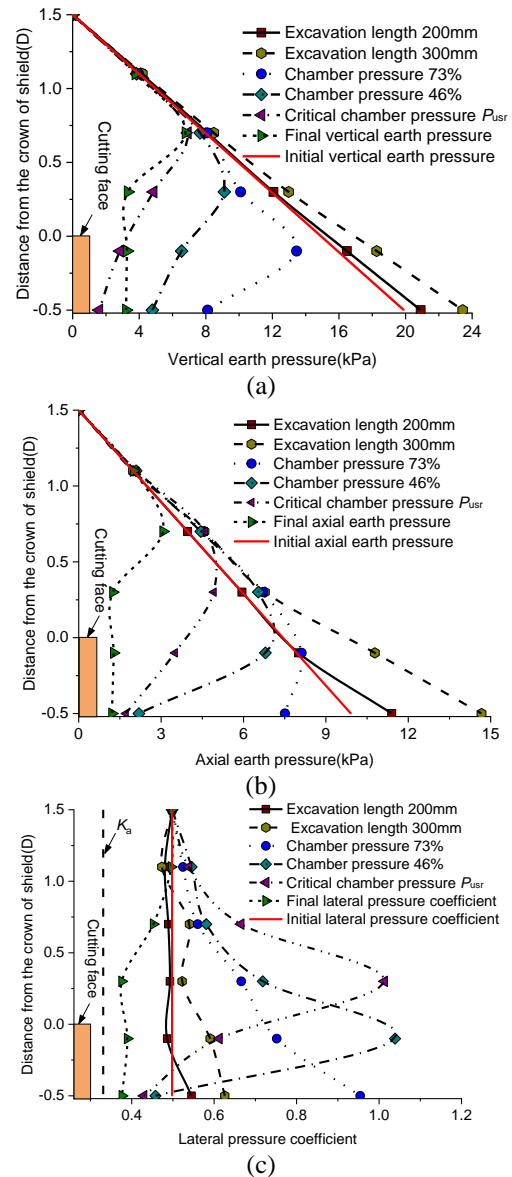 Excavation length 200mm
Excavation length 300mm
Chamber pressure 73%
Chamber pressure 46%
Critical chamber pressure Pusr
Final vertical earth pressure
Initial vertical earth pressure
Cutting face
Distance from the crown of shield(D)
1.5
1.0
0.5
0.0
-0.5
0 4 8 12 16 20 24
Vertical earth pressure(kPa)
(a)
Excavation length 200mm
Excavation length 300mm
Chamber pressure 73%
Chamber pressure 46%
Critical chamber pressure Pusr
Final axial earth pressure
Initial axial earth pressure
Cutting face
Distance from the crown of shield(D)
1.5
1.0
0.5
0.0
-0.5
0 3 6 9 12 15
Axial earth pressure(kPa)
(b)
Excavation length 200mm
Excavation length 300mm
Chamber pressure 73%
Chamber pressure 46%
Critical chamber pressure Pusr
Final lateral pressure coefficient
Initial lateral pressure coefficient
Ka
Cutting face
Distance from the crown of shield(D)
1.5
1.0
0.5
0.0
-0.5
0.4 0.6 0.8 1.0 1.2
Lateral pressure coefficient
(c)